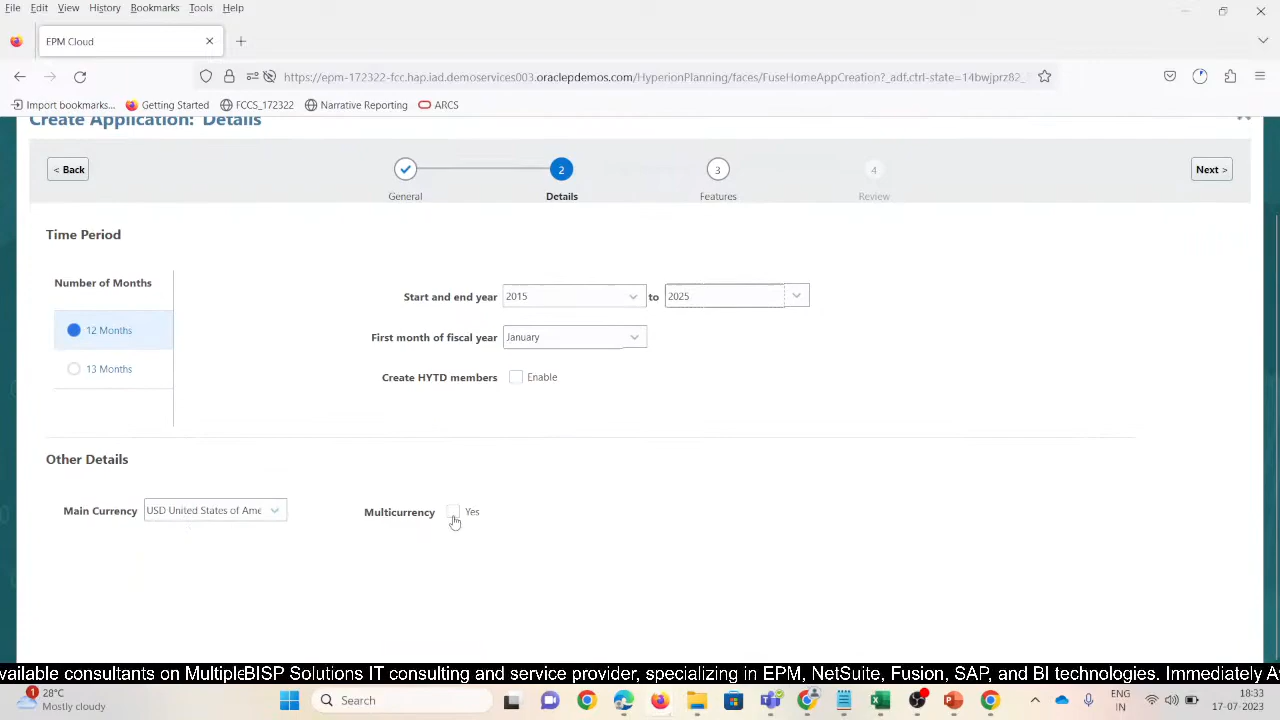 File Edit View History Bookmarks Tools Help
EPM Cloud
https://epm-172322-fcc.hap.iad.demoservices003.oraclepdemos.com/HyperionPlanning/faces/FuseHomeAppCreation?_adf.ctrl-state=14bwjprz82_
Import bookmarks... Getting Started FCCS_172322 Narrative Reporting ARCS
Create Application: Details
< Back
2
3
4
Next >
General
Details
Features
Review
Time Period
Number of Months
12 Months
13 Months
Start and end year 2015 to 2025
First month of fiscal year January
Create HYTD members Enable
Other Details
Main Currency USD United States of Ame
Multicurrency Yes
vailable consultants on MultipleBISP Solutions IT consulting and service provider, specializing in EPM, NetSuite, Fusion, SAP, and BI technologies. Immediately A
1
28°C
Mostly cloudy
Search
ENG
IN
18:33
17-07-2023